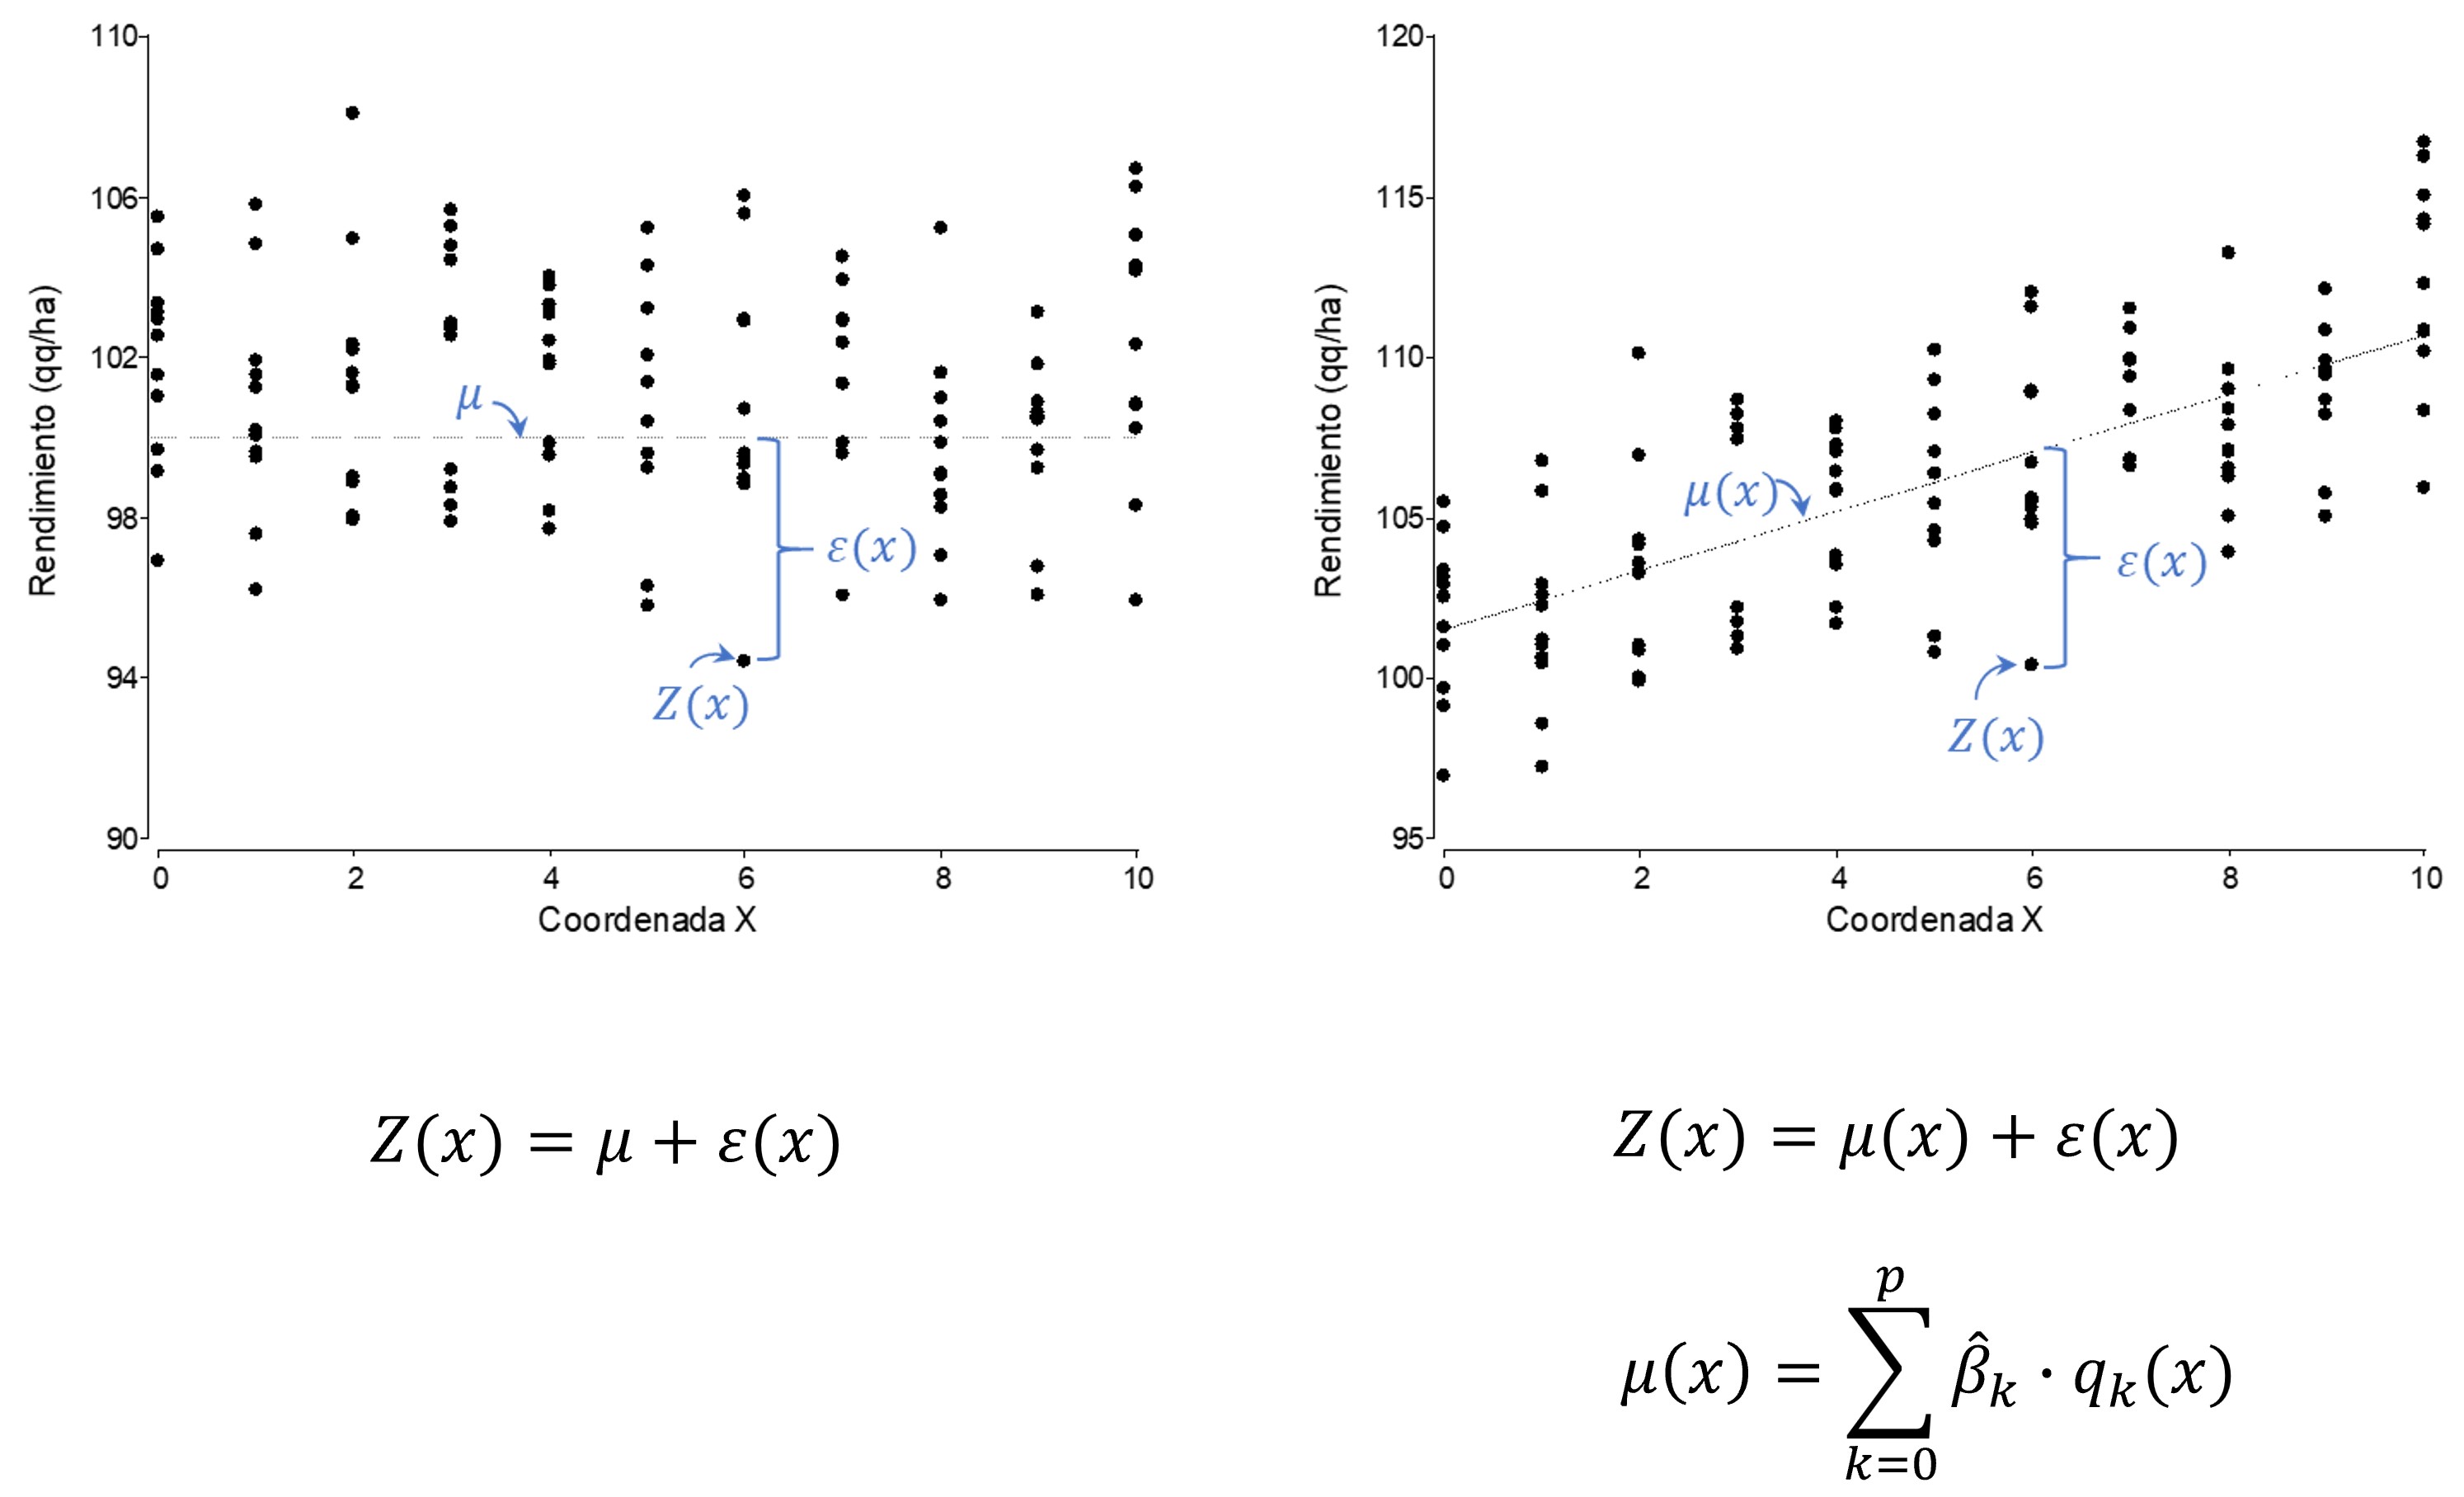 110
106
102
98
94
90
Rendimiento (qq/ha)
μ
ε(x)
Z(x)
0 2 4 6 8 10
Coordenada X
120
115
110
105
100
95
Rendimiento (qq/ha)
μ(x)
ε(x)
Z(x)
0 2 4 6 8 10
Coordenada X
Z(x) = μ + ε(x)
Z(x) = μ(x) + ε(x)
μ(x) = ∑_{k=0}^{p} β̂_k · q_k(x)